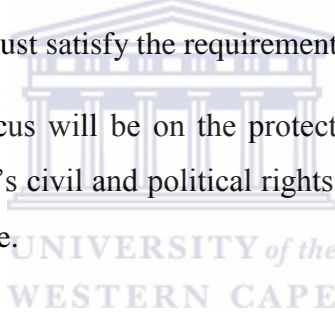 ust satisfy the requirement
cus will be on the protect
's civil and political rights
e.
UNIVERSITY of the
WESTERN CAPE